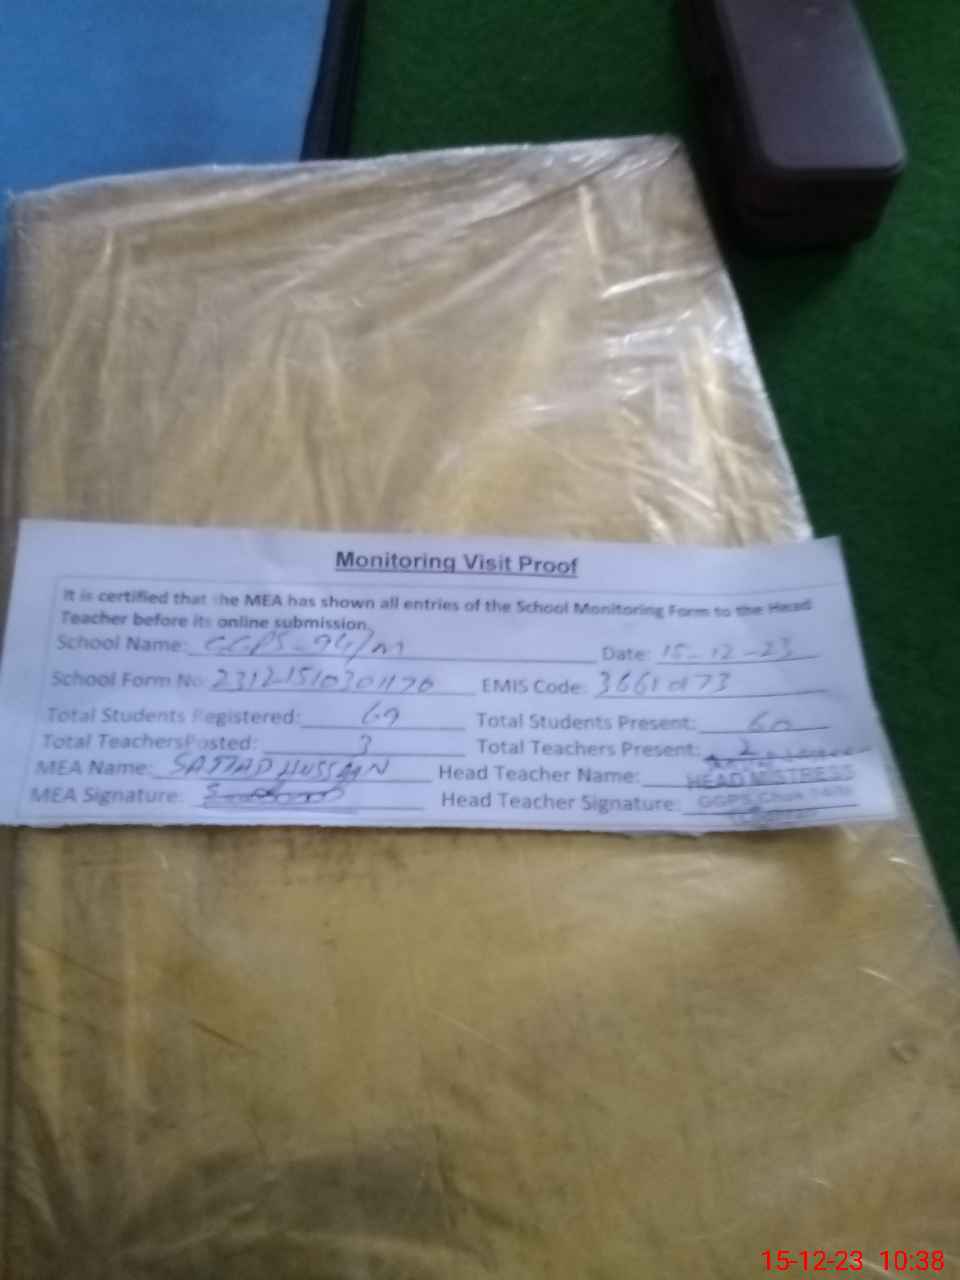 Monitoring Visit Proof
It is certified that the MEA has shown all entries of the School Monitoring Form to the Head
Teacher before its online submission.
School Name: GGPS-94/m Date: 15-12-23
School Form No: EMIS Code:
Total Students Registered: 69 Total Students Present: 60
Total Teachers Posted: 3 Total Teachers Present: 2
MEA Name: SAJJAD HUSSAIN Head Teacher Name: HEAD MISTRESS
MEA Signature: Head Teacher Signature: GGPS Chak
15-12-23 10:38